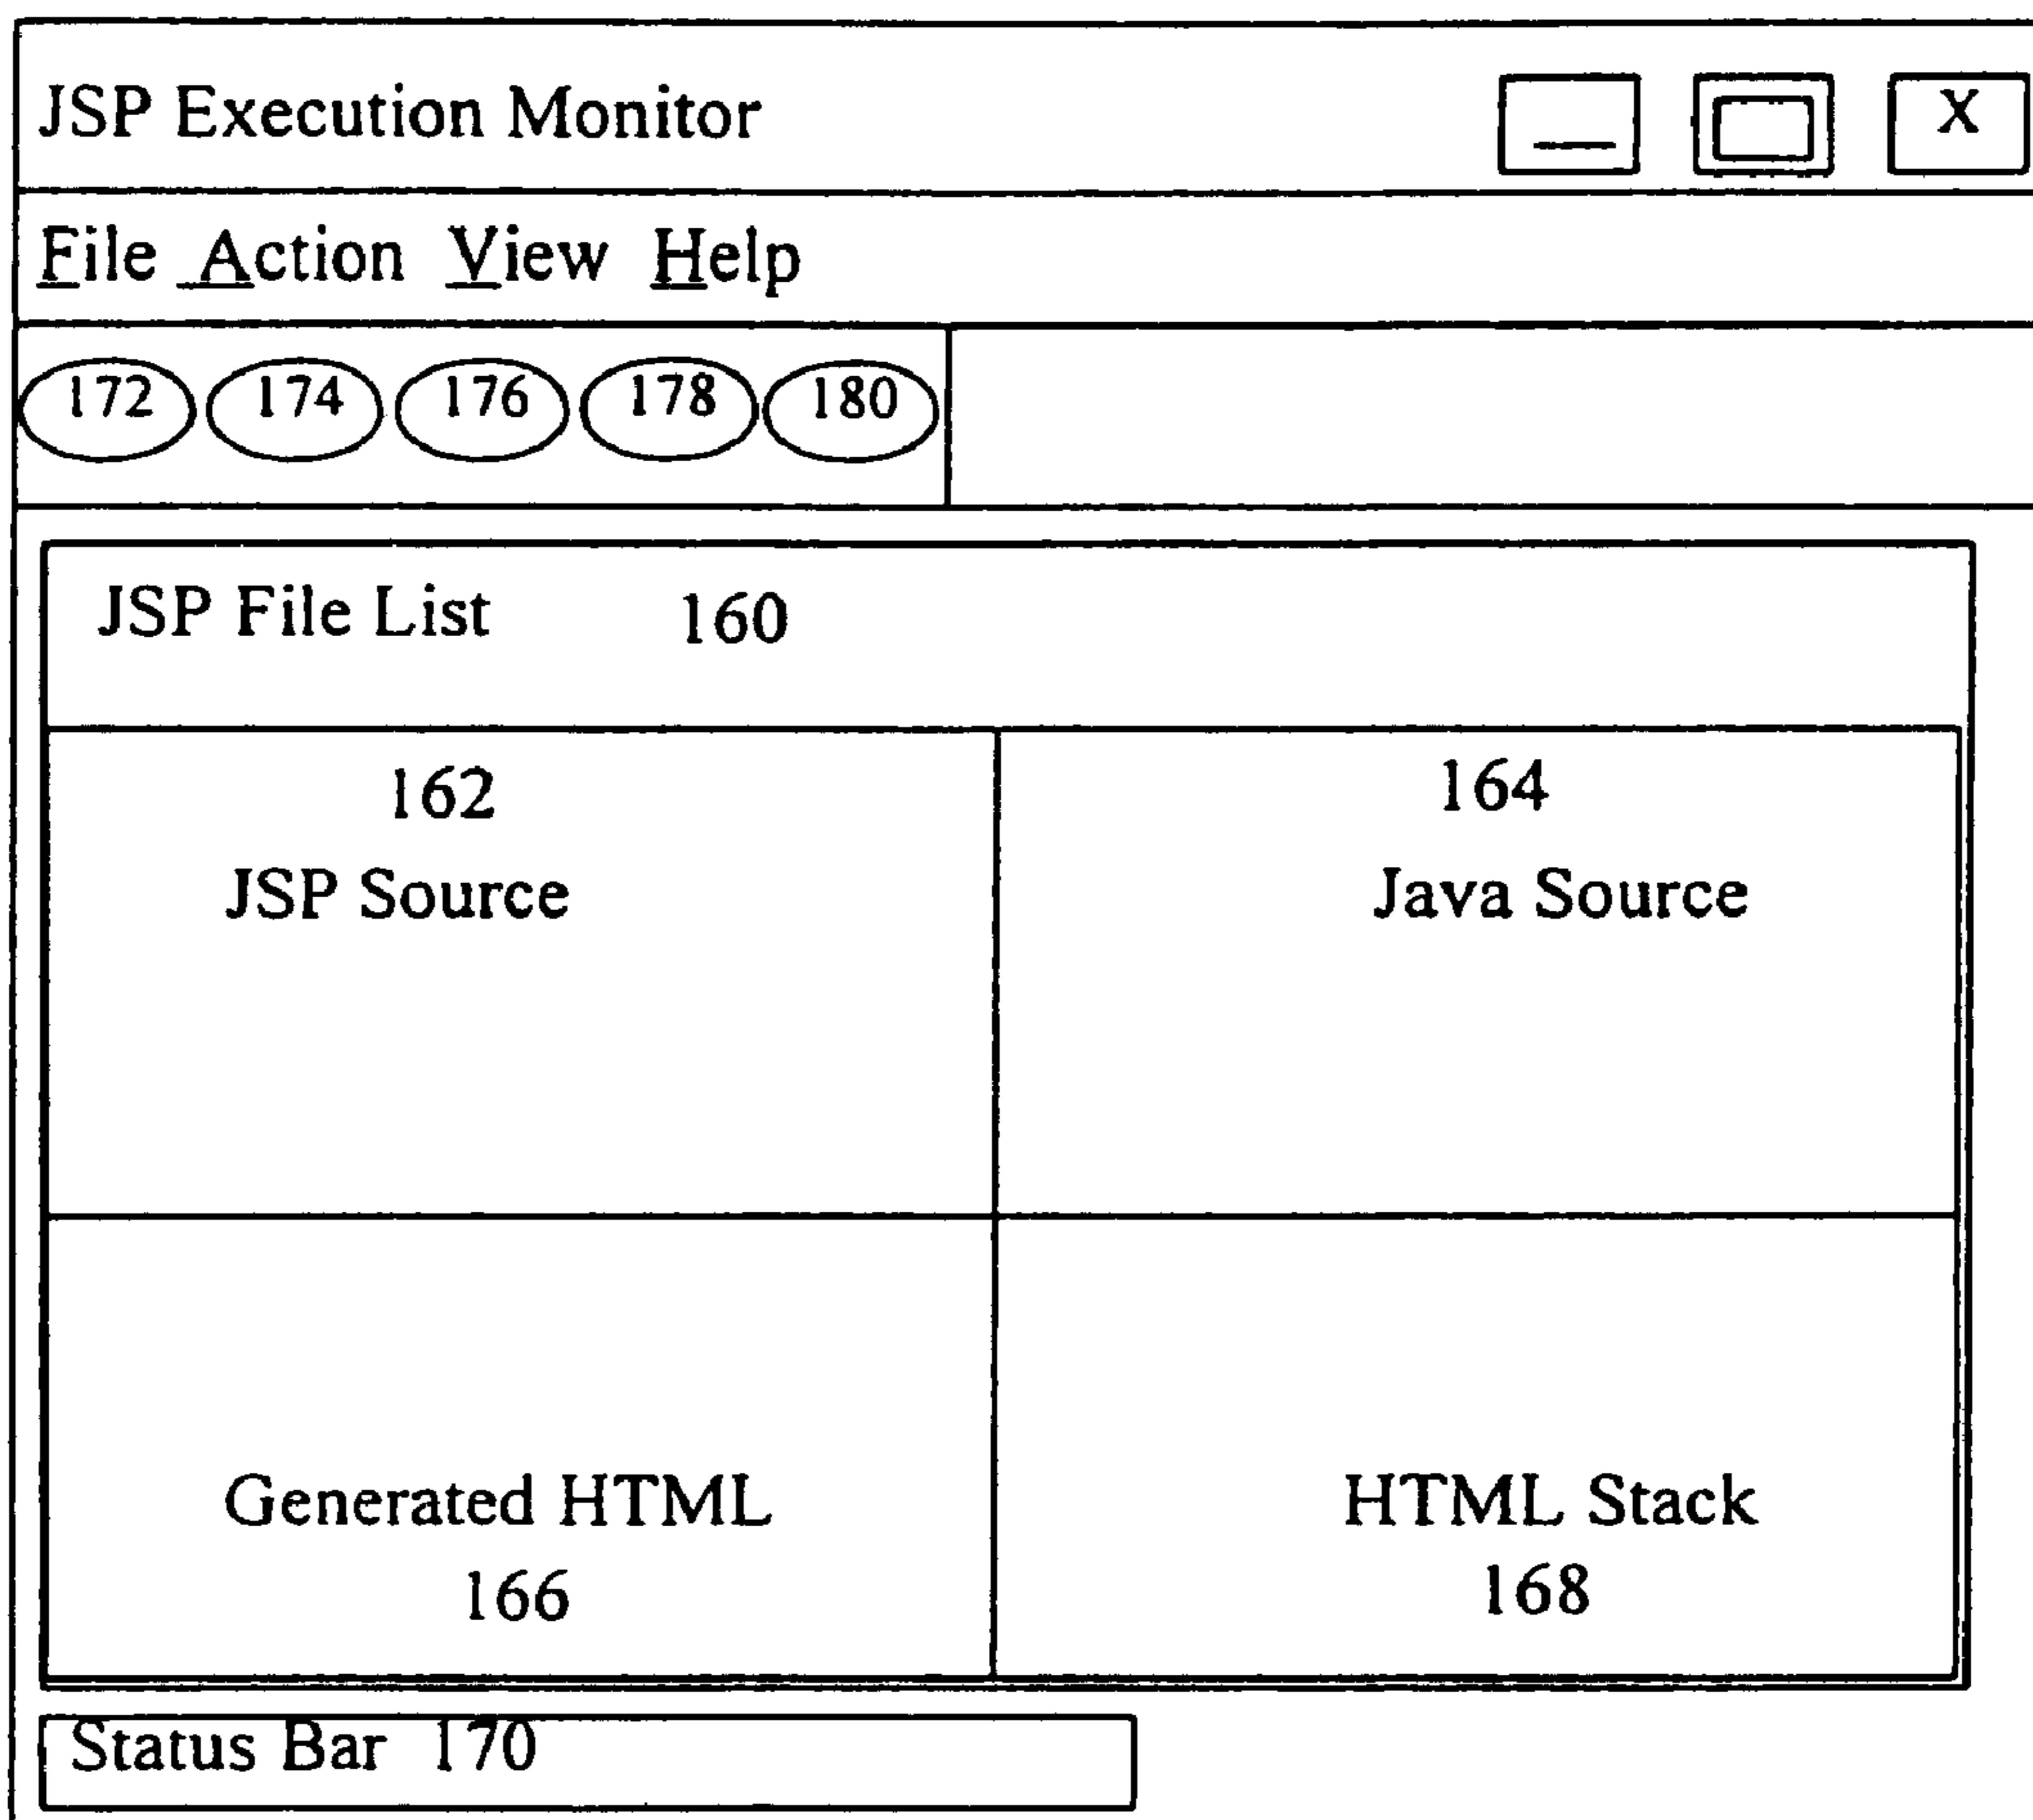 JSP Execution Monitor X
File Action View Help
172 174 176 178 180
JSP File List 160
162
JSP Source
164
Java Source
Generated HTML
166
HTML Stack
168
Status Bar 170